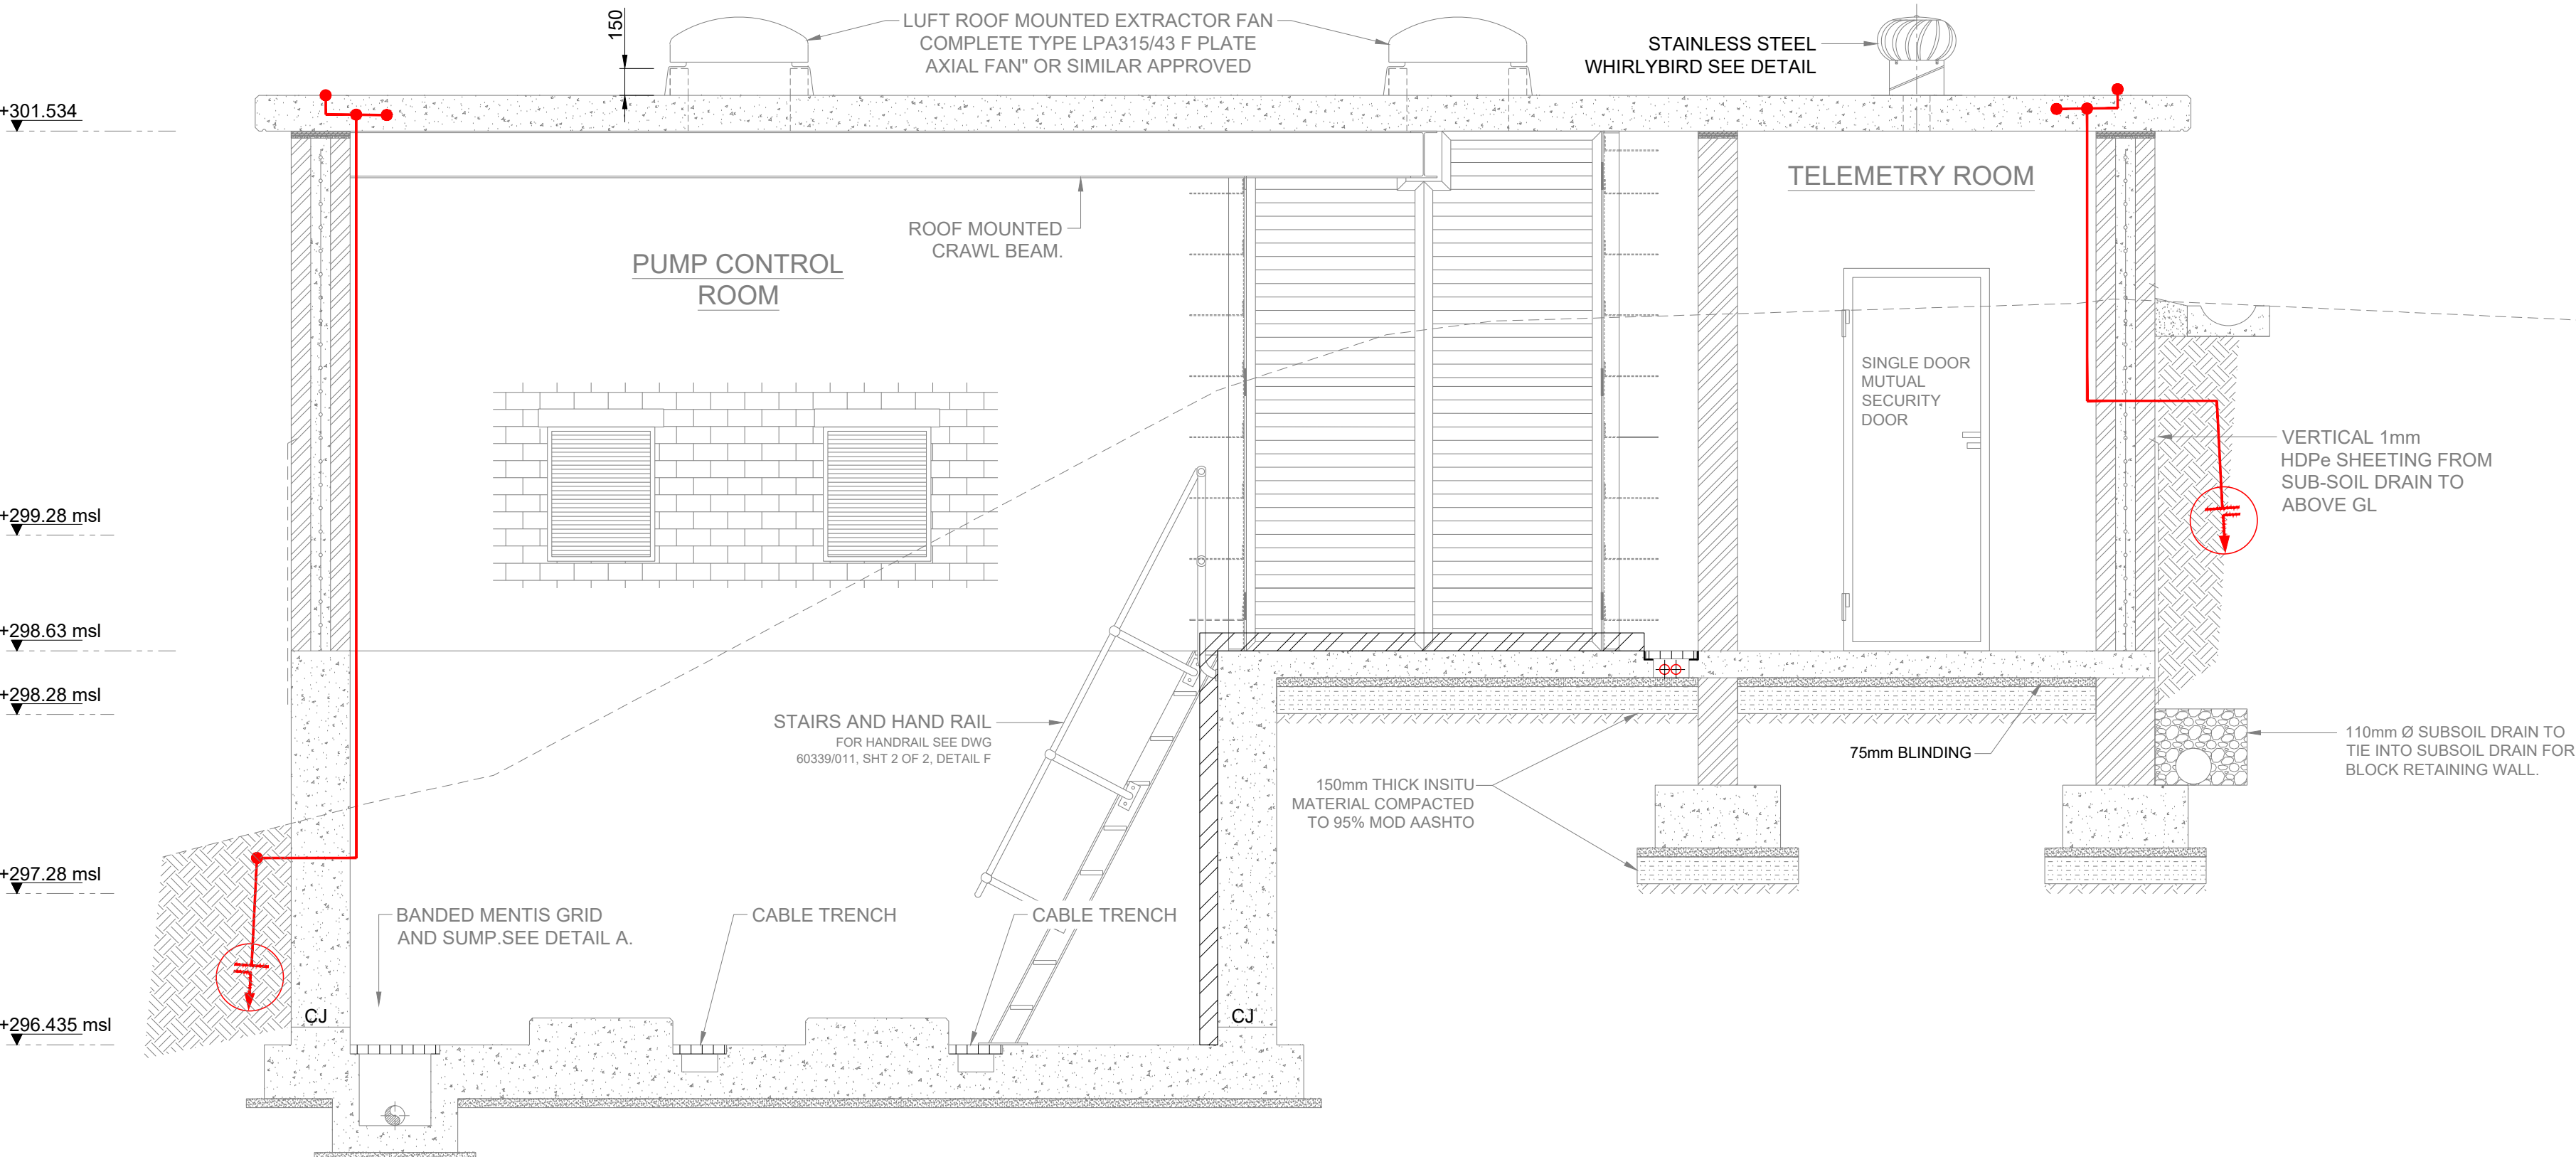 150
LUFT ROOF MOUNTED EXTRACTOR FAN
COMPLETE TYPE LPA315/43 F PLATE
AXIAL FAN" OR SIMILAR APPROVED
STAINLESS STEEL
WHIRLYBIRD SEE DETAIL
+301.534
TELEMETRY ROOM
ROOF MOUNTED
CRAWL BEAM.
PUMP CONTROL
ROOM
SINGLE DOOR
MUTUAL
SECURITY
DOOR
VERTICAL 1mm
HDPe SHEETING FROM
SUB-SOIL DRAIN TO
ABOVE GL
+299.28 msl
+298.63 msl
+298.28 msl
STAIRS AND HAND RAIL
FOR HANDRAIL SEE DWG
60339/011, SHT 2 OF 2, DETAIL F
75mm BLINDING
110mm Ø SUBSOIL DRAIN TO
TIE INTO SUBSOIL DRAIN FOR
BLOCK RETAINING WALL.
150mm THICK INSITU
MATERIAL COMPACTED
TO 95% MOD AASHTO
+297.28 msl
BANDED MENTIS GRID
AND SUMP.SEE DETAIL A.
CABLE TRENCH
CABLE TRENCH
CJ
CJ
+296.435 msl